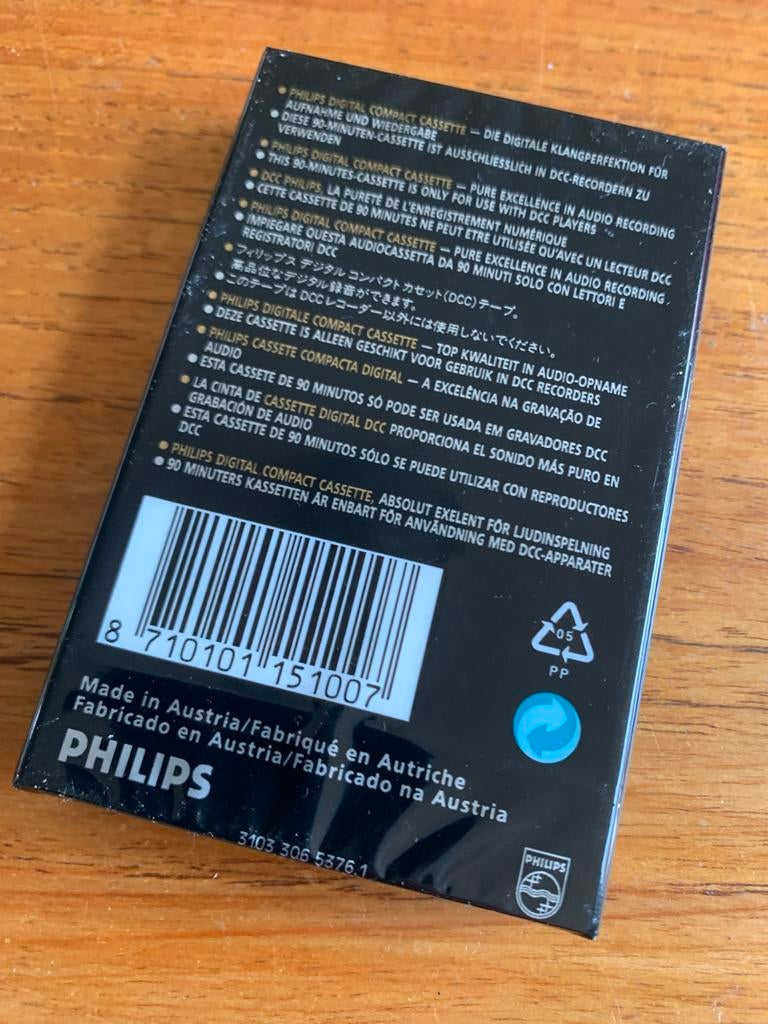 • PHILIPS DIGITAL COMPACT CASSETTE — DIE DIGITALE KLANGPERFEKTION FÜR
AUFNAHME UND WIEDERGABE
• DIESE 90-MINUTEN-CASSETTE IST AUSSCHLIESSLICH IN DCC-RECORDERN ZU
VERWENDEN
• PHILIPS DIGITAL COMPACT CASSETTE — PURE EXCELLENCE IN AUDIO RECORDING
• THIS 90-MINUTES-CASSETTE IS ONLY FOR USE WITH DCC PLAYERS
• DCC PHILIPS, LA PURETÉ DE L'ENREGISTREMENT NUMÉRIQUE
• CETTE CASSETTE DE 90 MINUTES NE PEUT ETRE UTILISÉE QU'AVEC UN LECTEUR DCC
• PHILIPS DIGITAL COMPACT CASSETTE — PURE EXCELLENCE IN AUDIO RECORDING
• IMPIEGARE QUESTA AUDIOCASSETTA DA 90 MINUTI SOLO CON LETTORI E
REGISTRATORI DCC
• フィリップス デジタル コンパクト カセット(DCC)テープ。
高品位なデジタル録音ができます。
• このテープは DCCレコーダー以外には使用しないでください。
• PHILIPS DIGITALE COMPACT CASSETTE — TOP KWALITEIT IN AUDIO-OPNAME
• DEZE CASSETTE IS ALLEEN GESCHIKT VOOR GEBRUIK IN DCC RECORDERS
• PHILIPS CASSETE COMPACTA DIGITAL — A EXCELÊNCIA NA GRAVAÇÃO DE
AUDIO
• ESTA CASSETE DE 90 MINUTOS SÓ PODE SER USADA EM GRAVADORES DCC
• LA CINTA DE CASSETTE DIGITAL DCC PROPORCIONA EL SONIDO MÁS PURO EN
GRABACIÓN DE AUDIO
• ESTA CASSETTE DE 90 MINUTOS SÓLO SE PUEDE UTILIZAR CON REPRODUCTORES
DCC
• PHILIPS DIGITAL COMPACT CASSETTE, ABSOLUT EXELENT FÖR LJUDINSPELNING
• 90 MINUTERS KASSETTEN ÄR ENBART FÖR ANVÄNDNING MED DCC-APPARATER
8 710101 151007
05
PP
Made in Austria/Fabriqué en Autriche
Fabricado en Austria/Fabricado na Austria
PHILIPS
3103 306 5376.1
PHILIPS